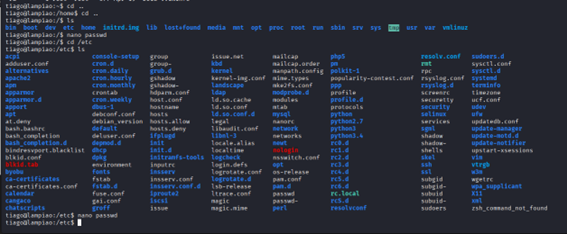 tiago@lampiao:~$ cd ..
tiago@lampiao:/home$ cd ..
tiago@lampiao:/$ ls
bin boot dev etc home initrd.img lib lost+found media mnt opt proc root run sbin srv sys tmp usr var vmlinuz
tiago@lampiao:/$ nano passwd
tiago@lampiao:/$ cd /etc
tiago@lampiao:/etc$ ls
acpi console-setup group issue.net mailcap php5 resolv.conf sudoers.d
adduser.conf cron.d group- kbd mailcap.order pm rmt sysctl.conf
alternatives cron.daily grub.d kernel manpath.config polkit-1 rpc sysctl.d
apache2 cron.hourly gshadow kernel-img.conf mime.types popularity-contest.conf rsyslog.conf systemd
apm cron.monthly gshadow- landscape mke2fs.conf ppp rsyslog.d terminfo
apparmor crontab hdparm.conf ldap modprobe.d profile screenrc timezone
apparmor.d cron.weekly host.conf ld.so.cache modules profile.d securetty ucf.conf
apport dbus-1 hostname ld.so.conf mtab protocols security udev
apt debconf.conf hosts ld.so.conf.d mysql python selinux ufw
at.deny debian_version hosts.allow legal nanorc python2.7 services updatedb.conf
bash.bashrc default hosts.deny libaudit.conf network python3 sgml update-manager
bash_completion deluser.conf ifplugd libnl-3 networks python3.4 shadow update-motd.d
bash_completion.d depmod.d init locale.alias newt rc0.d shadow- update-notifier
bindresvport.blacklist dhcp init.d localtime rc1.d shells upstart-xsessions
blkid.conf dpkg initramfs-tools logcheck nsswitch.conf rc2.d skel vim
blkid.tab environment inputrc login.defs opt rc3.d ssh vtrgb
byobu fonts insserv logrotate.conf os-release rc4.d ssl w3m
ca-certificates fstab insserv.conf logrotate.d pam.conf rc5.d subgid wgetrc
ca-certificates.conf fstab.d insserv.conf.d lsb-release pam.d rc6.d subgid- wpa_supplicant
calendar fuse.conf iproute2 ltrace.conf passwd rc.local subuid X11
chatscripts groff issue magic.mime perl resolvconf sudoers zsh_command_not_found
tiago@lampiao:/etc$ nano passwd
tiago@lampiao:/etc$